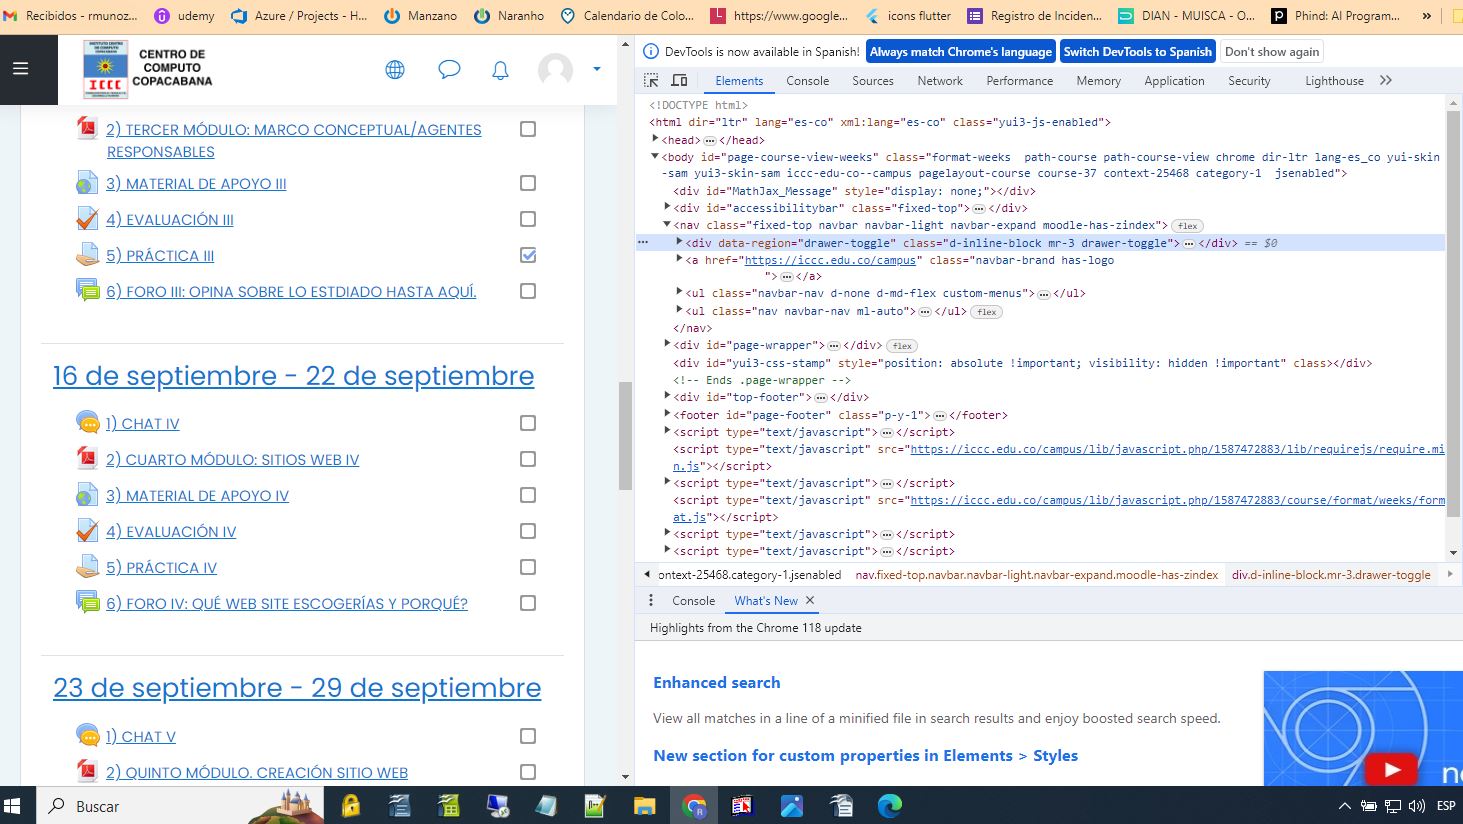 Recibidos - rmunoz...
udemy
Azure / Projects - H...
Manzano
Naranho
Calendario de Colo...
https://www.google...
icons flutter
Registro de Inciden...
DIAN - MUISCA - O...
Phind: AI Program...
»
INSTITUTO CENTRO DE COMPUTO
I C C C
CENTRO DE
COMPUTO
COPACABANA
2) TERCER MÓDULO: MARCO CONCEPTUAL/AGENTES
RESPONSABLES
3) MATERIAL DE APOYO III
4) EVALUACIÓN III
5) PRÁCTICA III
6) FORO III: OPINA SOBRE LO ESTDIADO HASTA AQUÍ.
16 de septiembre - 22 de septiembre
1) CHAT IV
2) CUARTO MÓDULO: SITIOS WEB IV
3) MATERIAL DE APOYO IV
4) EVALUACIÓN IV
5) PRÁCTICA IV
6) FORO IV: QUÉ WEB SITE ESCOGERÍAS Y PORQUÉ?
23 de septiembre - 29 de septiembre
1) CHAT V
2) QUINTO MÓDULO. CREACIÓN SITIO WEB
DevTools is now available in Spanish!
Always match Chrome's language
Switch DevTools to Spanish
Don't show again
Elements
Console
Sources
Network
Performance
Memory
Application
Security
Lighthouse
»
<!DOCTYPE html>
<html dir="ltr" lang="es-co" xml:lang="es-co" class="yui3-js-enabled">
<head> … </head>
<body id="page-course-view-weeks" class="format-weeks  path-course path-course-view chrome dir-ltr lang-es_co yui-skin
-sam yui3-skin-sam iccc-edu-co--campus pagelayout-course course-37 context-25468 category-1  jsenabled">
<div id="MathJax_Message" style="display: none;"></div>
<div id="accessibilitybar" class="fixed-top"> … </div>
<nav class="fixed-top navbar navbar-light navbar-expand moodle-has-zindex"> flex
… <div data-region="drawer-toggle" class="d-inline-block mr-3 drawer-toggle"> … </div> == $0
<a href="https://iccc.edu.co/campus" class="navbar-brand has-logo
"> … </a>
<ul class="navbar-nav d-none d-md-flex custom-menus"> … </ul>
<ul class="nav navbar-nav ml-auto"> … </ul> flex
</nav>
<div id="page-wrapper"> … </div> flex
<div id="yui3-css-stamp" style="position: absolute !important; visibility: hidden !important" class></div>
<!-- Ends .page-wrapper -->
<div id="top-footer"> … </div>
<footer id="page-footer" class="p-y-1"> … </footer>
<script type="text/javascript"> … </script>
<script type="text/javascript" src="https://iccc.edu.co/campus/lib/javascript.php/1587472883/lib/requirejs/require.mi
n.js"></script>
<script type="text/javascript"> … </script>
<script type="text/javascript" src="https://iccc.edu.co/campus/lib/javascript.php/1587472883/course/format/weeks/form
at.js"></script>
<script type="text/javascript"> … </script>
<script type="text/javascript"> … </script>
ontext-25468.category-1.jsenabled
nav.fixed-top.navbar.navbar-light.navbar-expand.moodle-has-zindex
div.d-inline-block.mr-3.drawer-toggle
Console
What's New
Highlights from the Chrome 118 update
Enhanced search
View all matches in a line of a minified file in search results and enjoy boosted search speed.
New section for custom properties in Elements > Styles
Buscar
ESP